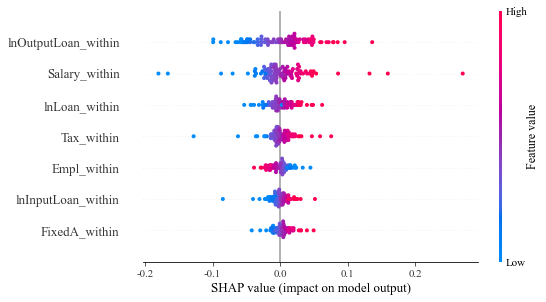 High
lnOutputLoan_within
Salary_within
lnLoan_within
Tax_within
Empl_within
lnInputLoan_within
FixedA_within
Feature value
Low
-0.2 -0.1 0.0 0.1 0.2
SHAP value (impact on model output)